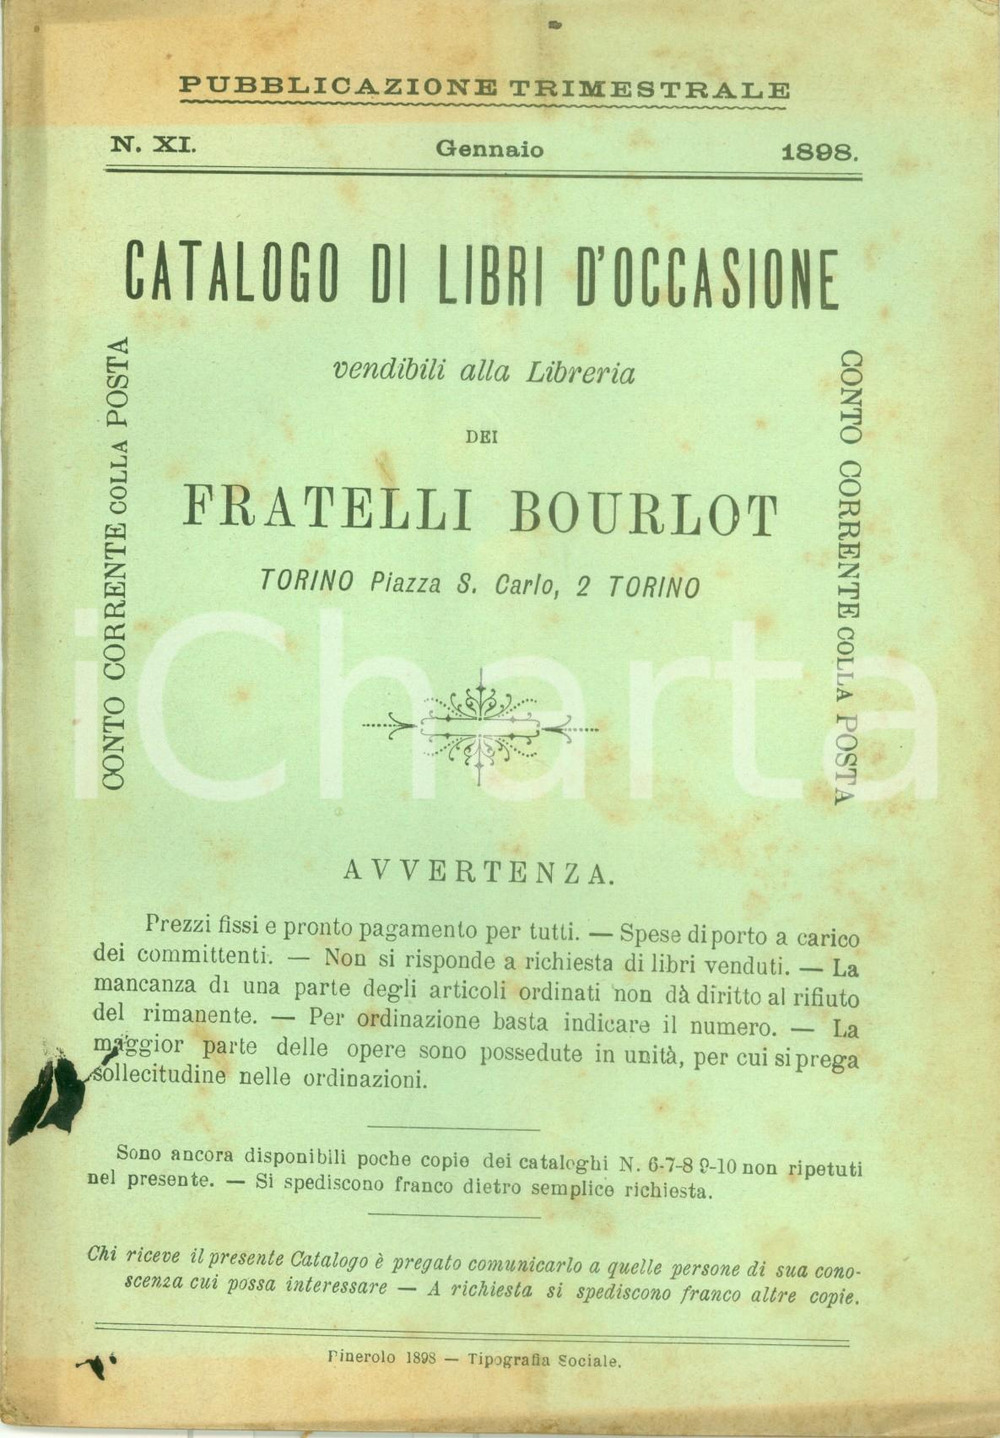 PUBBLICAZIONE TRIMESTRALE
N. XI. Gennaio 1898.
CATALOGO DI LIBRI D'OCCASIONE
vendibili alla Libreria
DEI
FRATELLI BOURLOT
TORINO Piazza S. Carlo, 2 TORINO
CONTO CORRENTE COLLA POSTA
CONTO CORRENTE COLLA POSTA
iCharta
AVVERTENZA.
Prezzi fissi e pronto pagamento per tutti. — Spese di porto a carico
dei committenti. — Non si risponde a richiesta di libri venduti. — La
mancanza di una parte degli articoli ordinati non dà diritto al rifiuto
del rimanente. — Per ordinazione basta indicare il numero. — La
maggior parte delle opere sono possedute in unità, per cui si prega
sollecitudine nelle ordinazioni.
Sono ancora disponibili poche copie dei cataloghi N. 6-7-8 9-10 non ripetuti
nel presente. — Si spediscono franco dietro semplice richiesta.
Chi riceve il presente Catalogo è pregato comunicarlo a quelle persone di sua cono-
scenza cui possa interessare — A richiesta si spediscono franco altre copie.
Pinerolo 1898 — Tipografia Sociale.